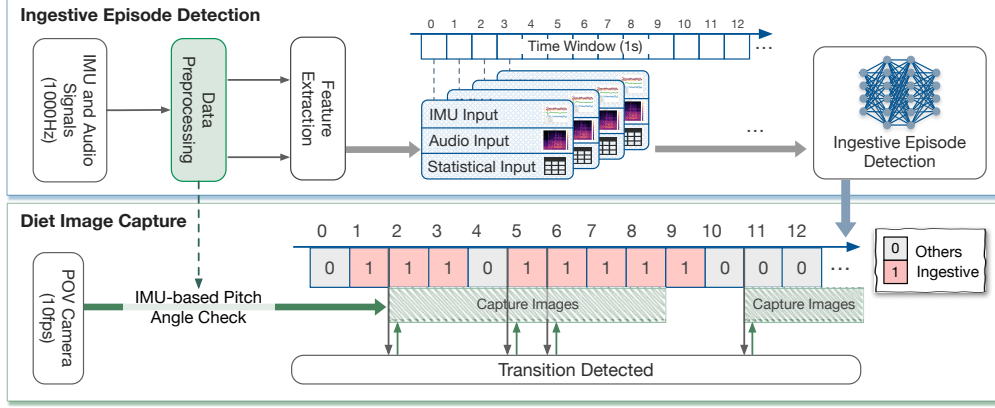 Ingestive Episode Detection
IMU and Audio
Signals
(1000Hz)
Data
Preprocessing
Feature
Extraction
0 1 2 3 4 5 6 7 8 9 10 11 12
Time Window (1s)
...
IMU Input
Audio Input
Statistical Input
...
Ingestive Episode
Detection
Diet Image Capture
POV Camera
(10fps)
IMU-based Pitch
Angle Check
0 1 2 3 4 5 6 7 8 9 10 11 12
0 1 1 1 0 1 1 1 1 1 0 0 0 ...
Capture Images
Capture Images
Transition Detected
0 Others
1 Ingestive